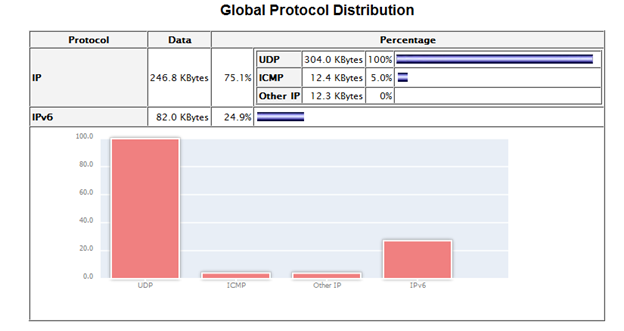 Global Protocol Distribution
Protocol Data Percentage
IP 246.8 KBytes 75.1%
UDP 304.0 KBytes 100%
ICMP 12.4 KBytes 5.0%
Other IP 12.3 KBytes 0%
IPv6 82.0 KBytes 24.9%
100.0
80.0
60.0
40.0
20.0
0.0
UDP ICMP Other IP IPv6